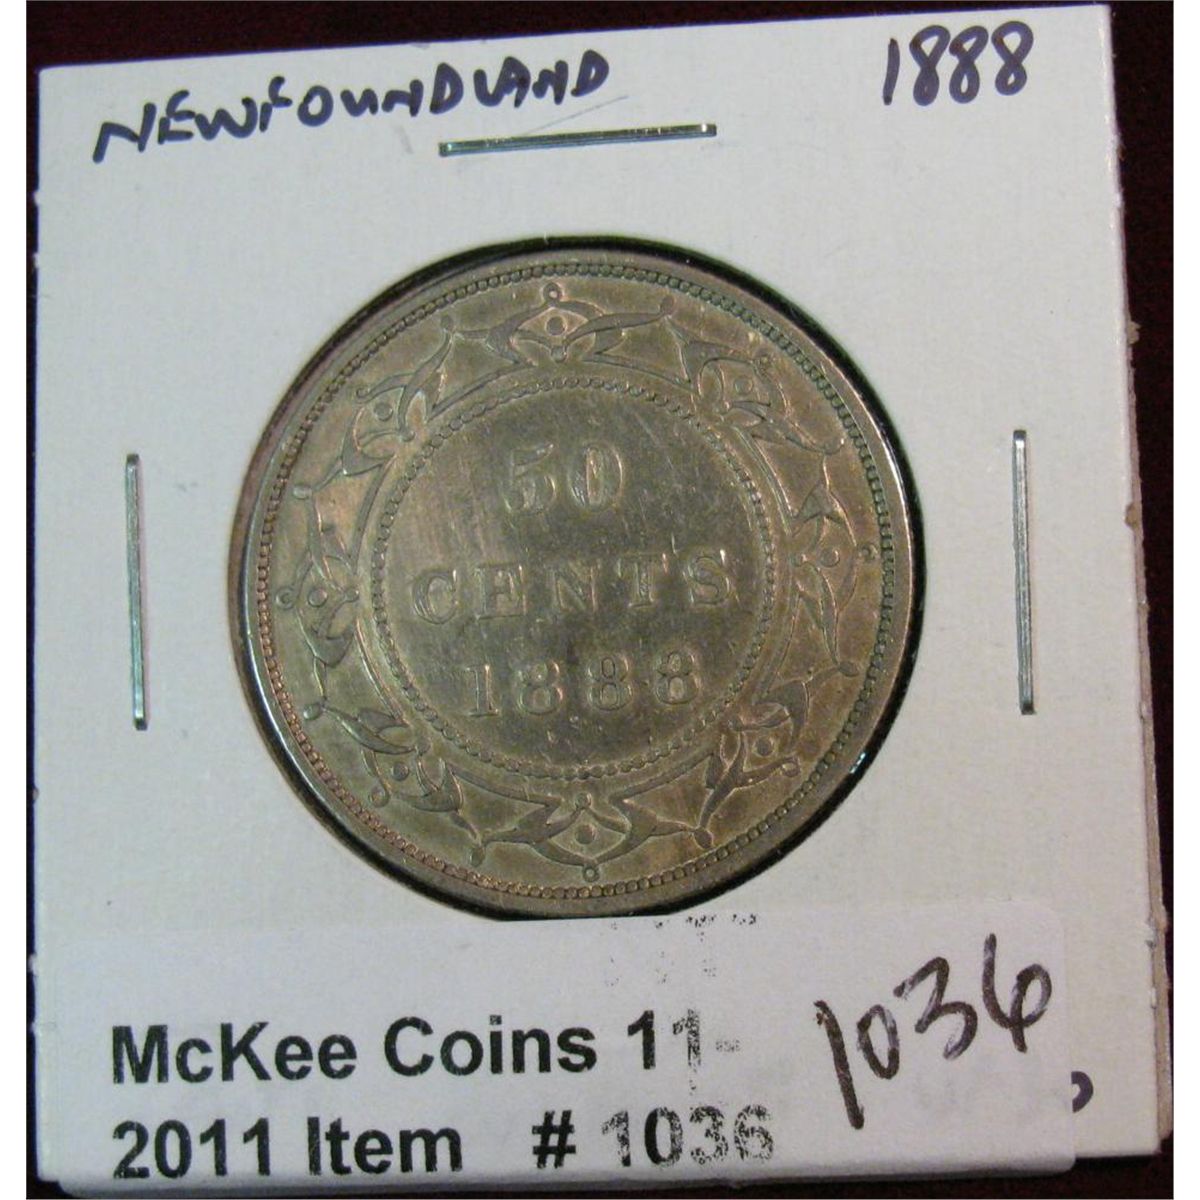 NEWFOUNDLAND 1888
50
CENTS
1888
McKee Coins 11-
2011 Item # 1036
1036